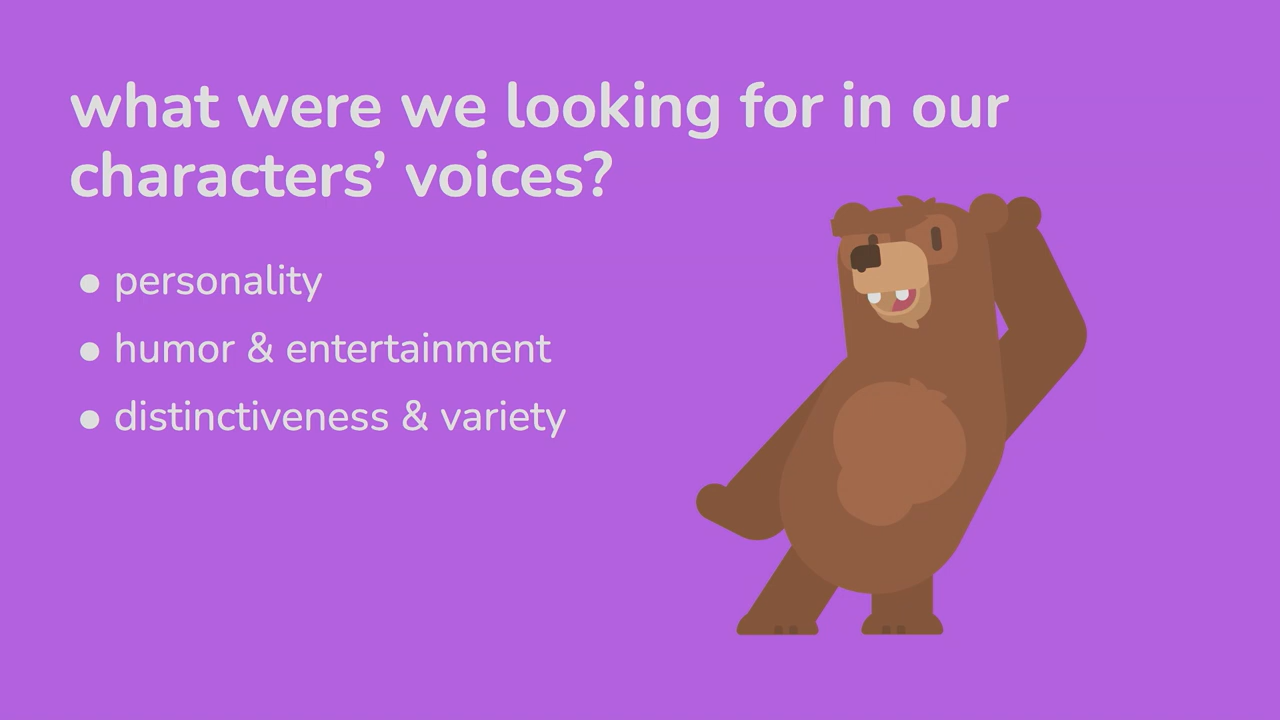 what were we looking for in our
characters’ voices?
● personality
● humor & entertainment
● distinctiveness & variety